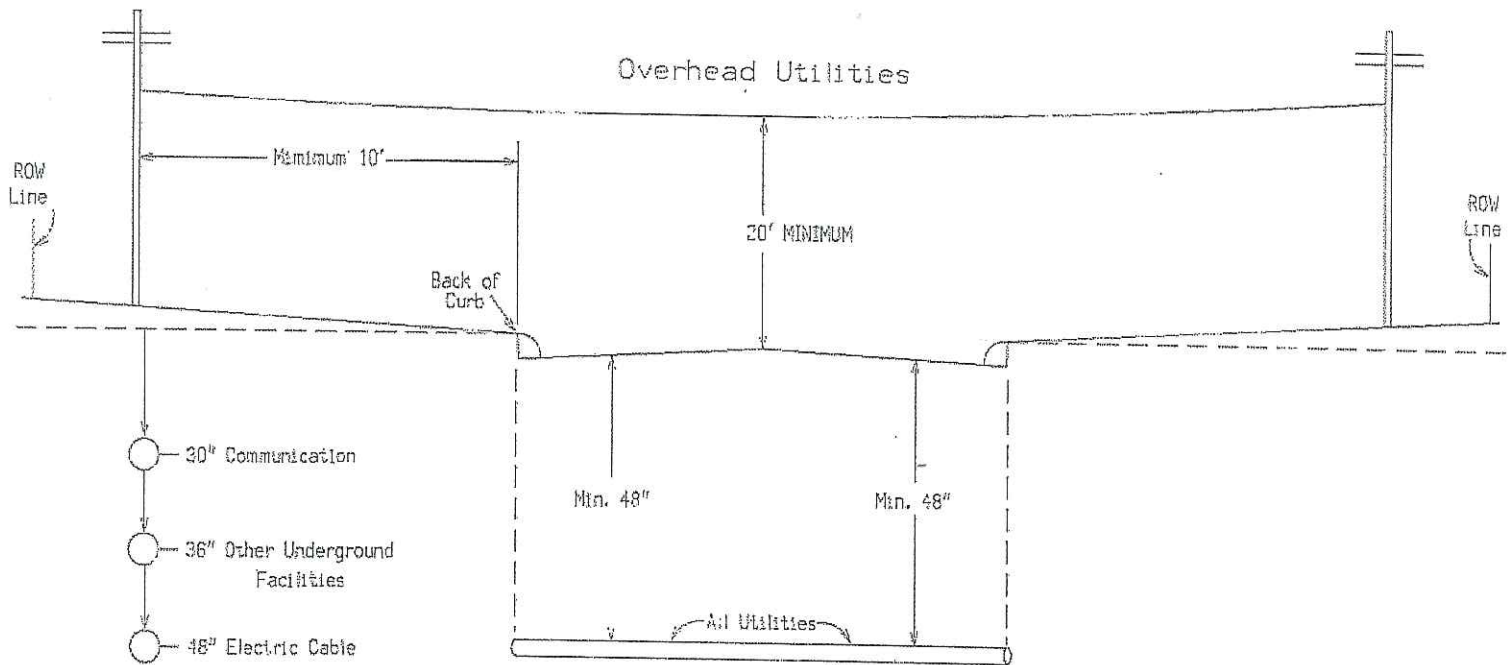 Overhead Utilities
Mimimum 10'
ROW
Line
20' MINIMUM
ROW
Line
Back of
Curb
30" Communication
Min. 48"
Min. 48"
36" Other Underground
Facilities
All Utilities
48" Electric Cable